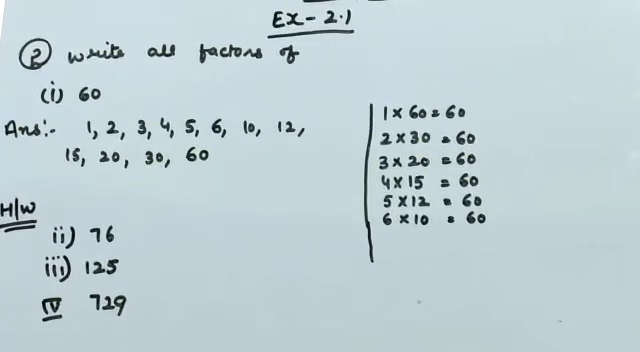 Ex - 2.1
2 Write all factors of
(i) 60
Ans:- 1, 2, 3, 4, 5, 6, 10, 12,
15, 20, 30, 60
1 × 60 = 60
2 × 30 = 60
3 × 20 = 60
4 × 15 = 60
5 × 12 = 60
6 × 10 = 60
H/W
ii) 76
iii) 125
IV 729